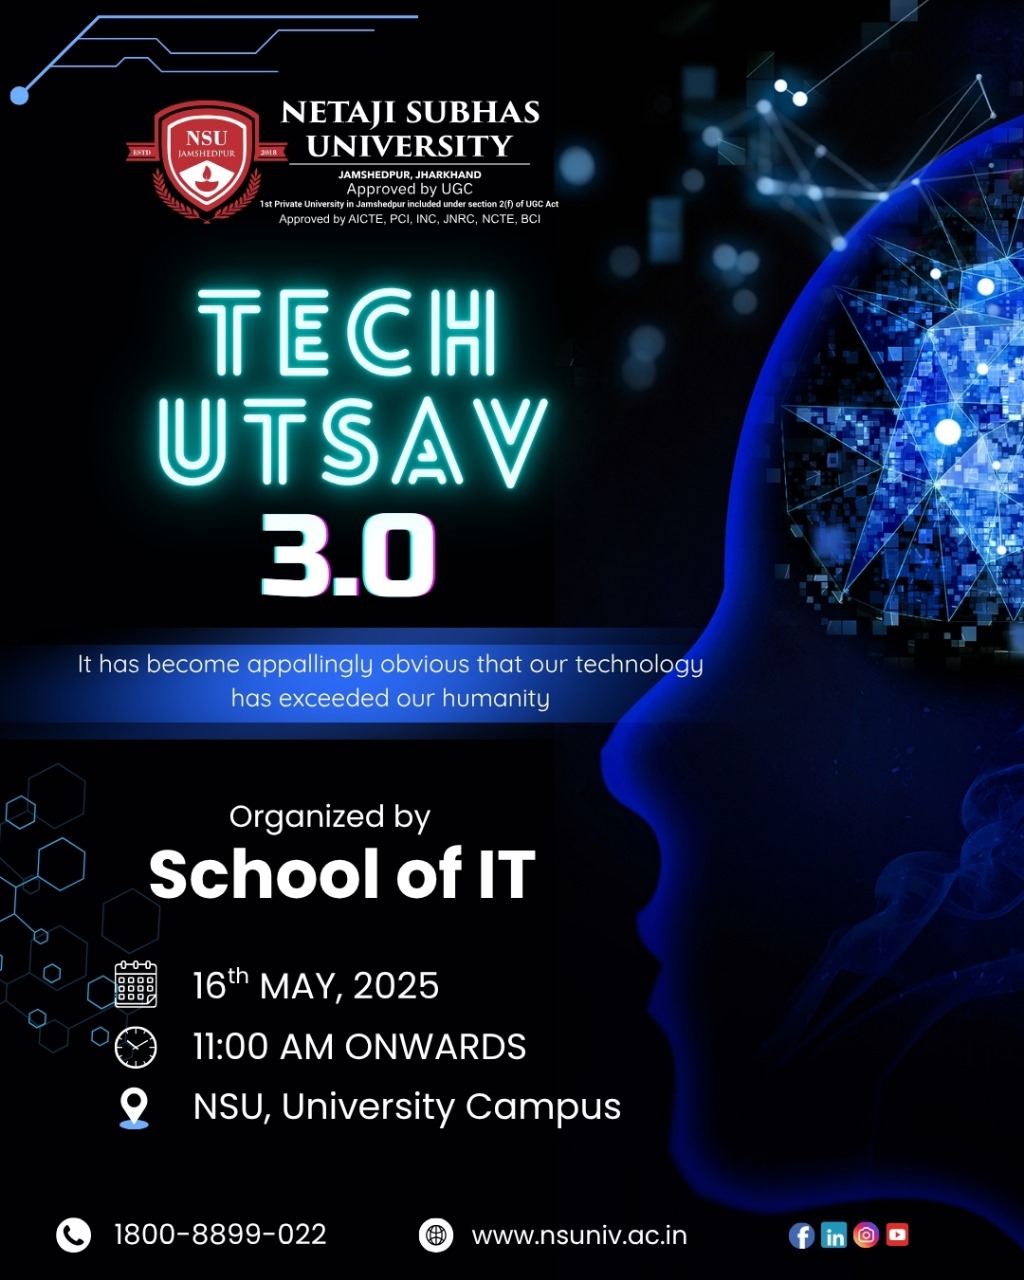 NSU
JAMSHEDPUR
ESTD 2018
NETAJI SUBHAS
UNIVERSITY
JAMSHEDPUR, JHARKHAND
Approved by UGC
1st Private University in Jamshedpur included under section 2(f) of UGC Act
Approved by AICTE, PCI, INC, JNRC, NCTE, BCI
TECH
UTSAV
3.0
It has become appallingly obvious that our technology
has exceeded our humanity
Organized by
School of IT
16th MAY, 2025
11:00 AM ONWARDS
NSU, University Campus
1800-8899-022 www.nsuniv.ac.in